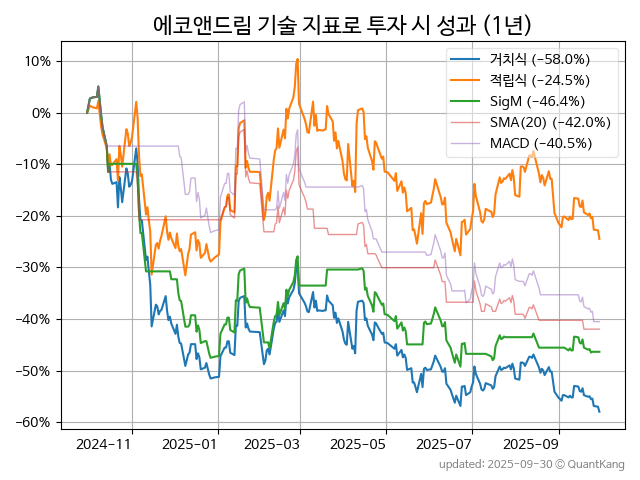 에코앤드림 기술 지표로 투자 시 성과 (1년)
거치식 (−58.0%)
적립식 (−24.5%)
SigM (−46.4%)
SMA(20) (−42.0%)
MACD (−40.5%)
10%
0%
−10%
−20%
−30%
−40%
−50%
−60%
2024-11 2025-01 2025-03 2025-05 2025-07 2025-09
updated: 2025-09-30 © QuantKang